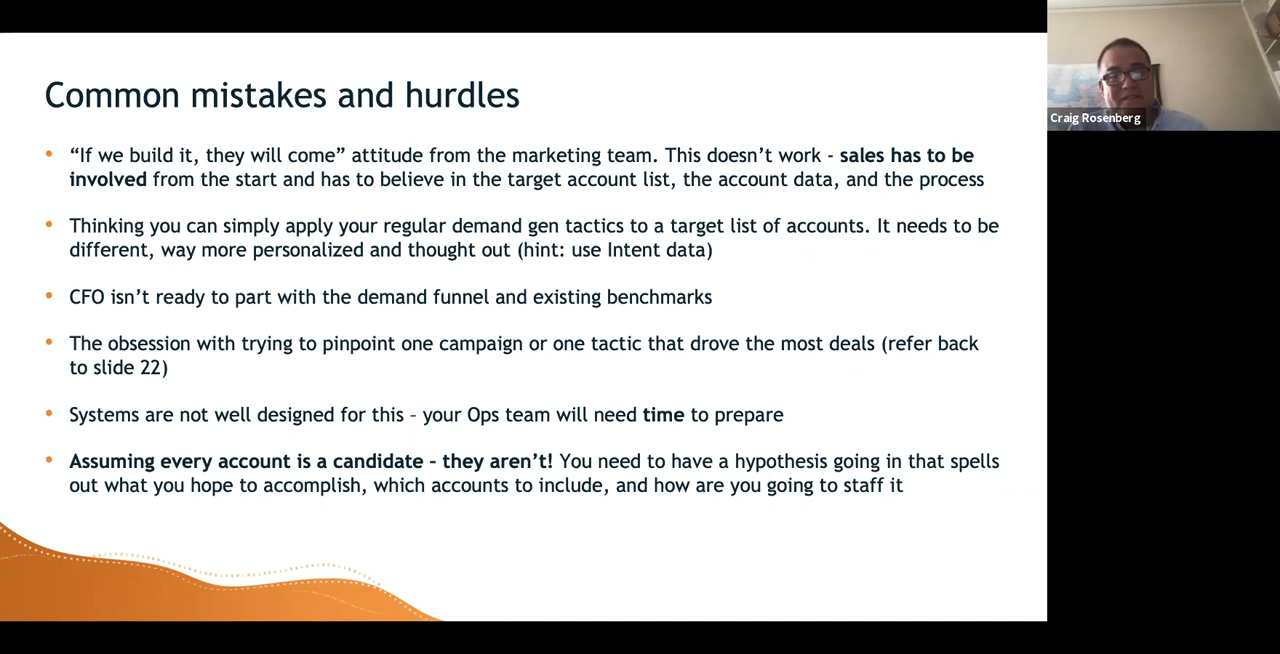 Common mistakes and hurdles
• “If we build it, they will come” attitude from the marketing team. This doesn’t work - sales has to be
involved from the start and has to believe in the target account list, the account data, and the process
• Thinking you can simply apply your regular demand gen tactics to a target list of accounts. It needs to be
different, way more personalized and thought out (hint: use Intent data)
• CFO isn’t ready to part with the demand funnel and existing benchmarks
• The obsession with trying to pinpoint one campaign or one tactic that drove the most deals (refer back
to slide 22)
• Systems are not well designed for this – your Ops team will need time to prepare
• Assuming every account is a candidate – they aren’t! You need to have a hypothesis going in that spells
out what you hope to accomplish, which accounts to include, and how are you going to staff it
Craig Rosenberg